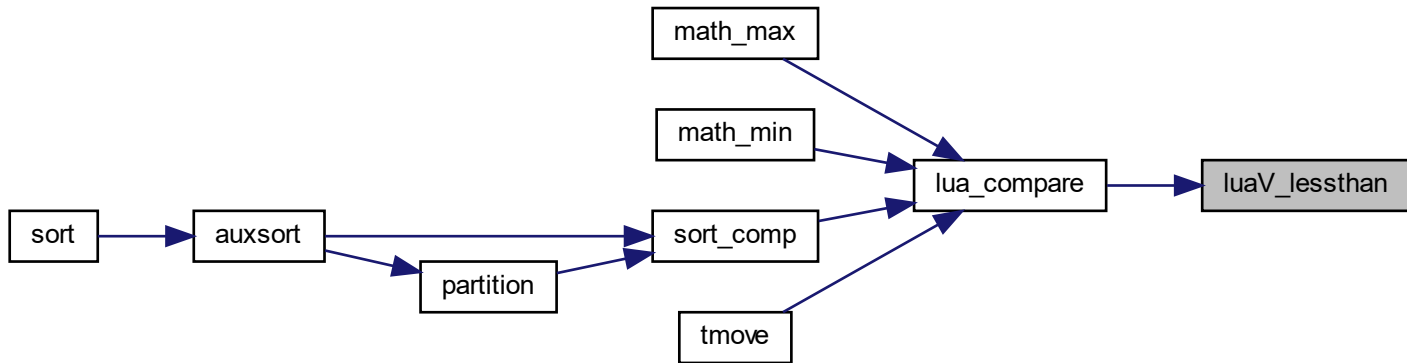 math_max
math_min
lua_compare
luaV_lessthan
sort
auxsort
sort_comp
partition
tmove